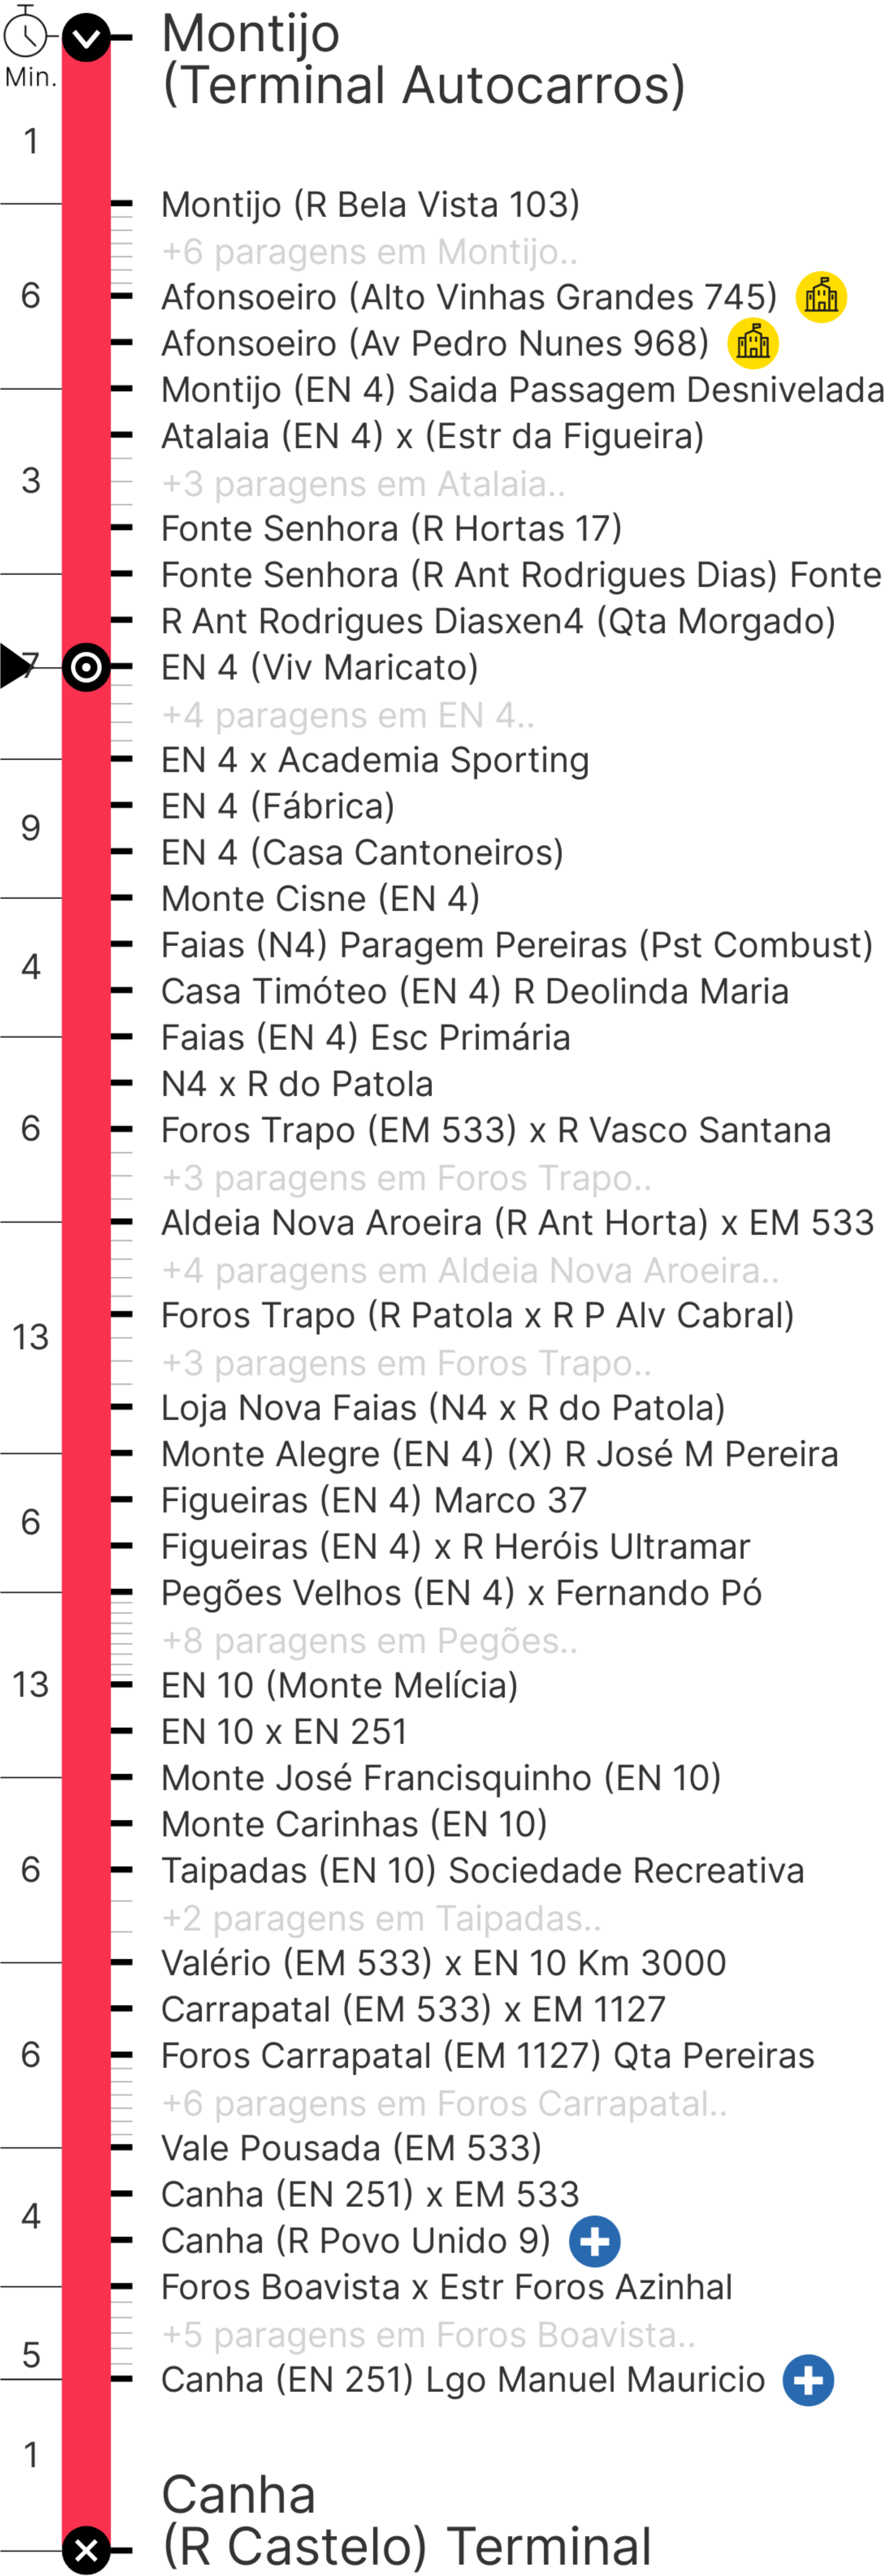 Montijo
(Terminal Autocarros)
Min.
1
Montijo (R Bela Vista 103)
+6 paragens em Montijo..
6
Afonsoeiro (Alto Vinhas Grandes 745)
Afonsoeiro (Av Pedro Nunes 968)
Montijo (EN 4) Saida Passagem Desnivelada
Atalaia (EN 4) x (Estr da Figueira)
3
+3 paragens em Atalaia..
Fonte Senhora (R Hortas 17)
Fonte Senhora (R Ant Rodrigues Dias) Fonte
R Ant Rodrigues Diasxen4 (Qta Morgado)
7
EN 4 (Viv Maricato)
+4 paragens em EN 4..
EN 4 x Academia Sporting
EN 4 (Fábrica)
9
EN 4 (Casa Cantoneiros)
Monte Cisne (EN 4)
Faias (N4) Paragem Pereiras (Pst Combust)
4
Casa Timóteo (EN 4) R Deolinda Maria
Faias (EN 4) Esc Primária
N4 x R do Patola
6
Foros Trapo (EM 533) x R Vasco Santana
+3 paragens em Foros Trapo..
Aldeia Nova Aroeira (R Ant Horta) x EM 533
+4 paragens em Aldeia Nova Aroeira..
Foros Trapo (R Patola x R P Alv Cabral)
13
+3 paragens em Foros Trapo..
Loja Nova Faias (N4 x R do Patola)
Monte Alegre (EN 4) (X) R José M Pereira
Figueiras (EN 4) Marco 37
6
Figueiras (EN 4) x R Heróis Ultramar
Pegões Velhos (EN 4) x Fernando Pó
+8 paragens em Pegões..
13
EN 10 (Monte Melícia)
EN 10 x EN 251
Monte José Francisquinho (EN 10)
Monte Carinhas (EN 10)
6
Taipadas (EN 10) Sociedade Recreativa
+2 paragens em Taipadas..
Valério (EM 533) x EN 10 Km 3000
Carrapatal (EM 533) x EM 1127
6
Foros Carrapatal (EM 1127) Qta Pereiras
+6 paragens em Foros Carrapatal..
Vale Pousada (EM 533)
Canha (EN 251) x EM 533
4
Canha (R Povo Unido 9)
Foros Boavista x Estr Foros Azinhal
+5 paragens em Foros Boavista..
5
Canha (EN 251) Lgo Manuel Mauricio
1
Canha
(R Castelo) Terminal